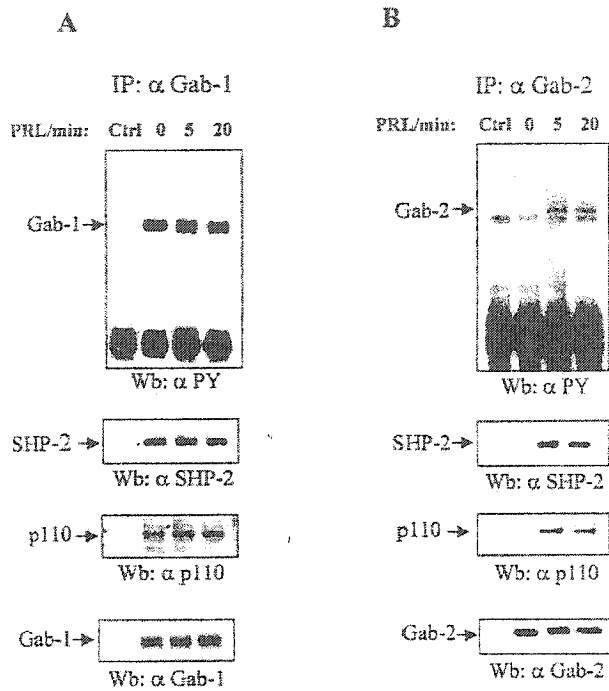 A
IP: α Gab-1
PRL/min: Ctrl 0 5 20
Gab-1
Wb: α PY
SHP-2
Wb: α SHP-2
p110
Wb: α p110
Gab-1
Wb: α Gab-1
B
IP: α Gab-2
PRL/min: Ctrl 0 5 20
Gab-2
Wb: α PY
SHP-2
Wb: α SHP-2
p110
Wb: α p110
Gab-2
Wb: α Gab-2